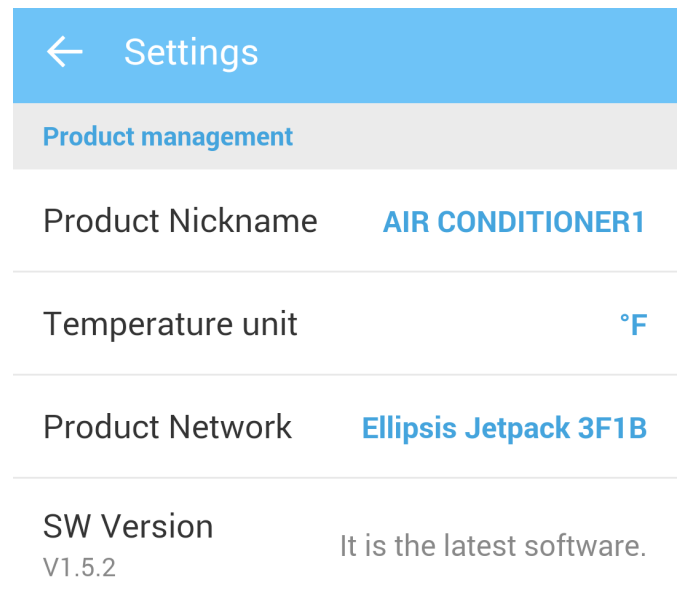 Settings
Product management
Product Nickname AIR CONDITIONER1
Temperature unit °F
Product Network Ellipsis Jetpack 3F1B
SW Version
V1.5.2
It is the latest software.